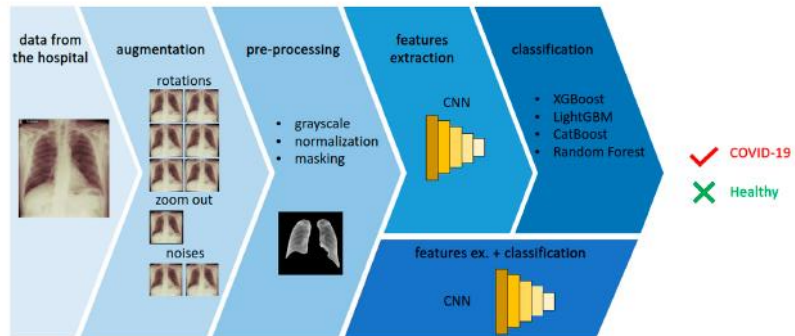 data from
the hospital
augmentation
rotations
zoom out
noises
pre-processing
• grayscale
• normalization
• masking
features
extraction
CNN
classification
• XGBoost
• LightGBM
• CatBoost
• Random Forest
features ex. + classification
CNN
COVID-19
Healthy